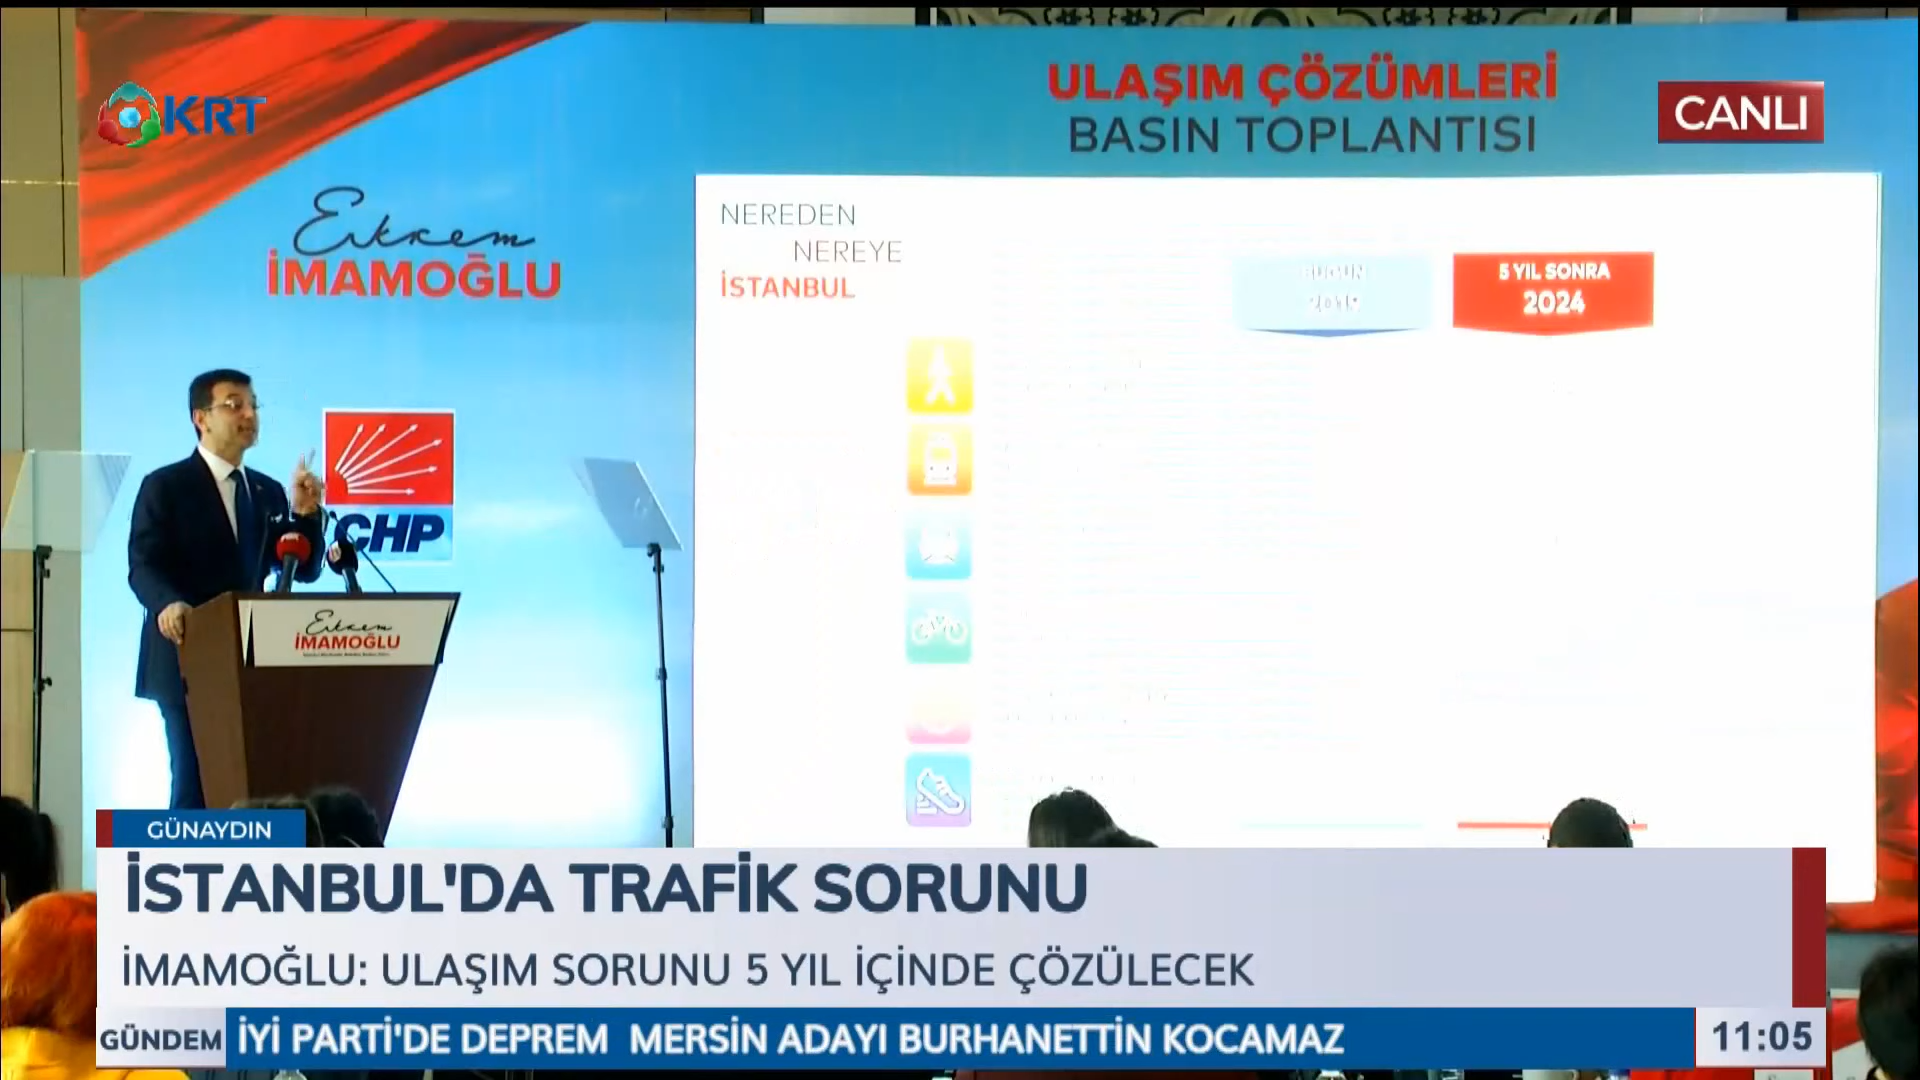 KRT
ULAŞIM ÇÖZÜMLERİ
BASIN TOPLANTISI
CANLI
Ekrem
İMAMOĞLU
NEREDEN
NEREYE
İSTANBUL
BUGÜN
2019
5 YIL SONRA
2024
CHP
Ekrem
İMAMOĞLU
GÜNAYDIN
İSTANBUL'DA TRAFİK SORUNU
İMAMOĞLU: ULAŞIM SORUNU 5 YIL İÇİNDE ÇÖZÜLECEK
GÜNDEM İYİ PARTİ'DE DEPREM MERSİN ADAYI BURHANETTİN KOCAMAZ 11:05